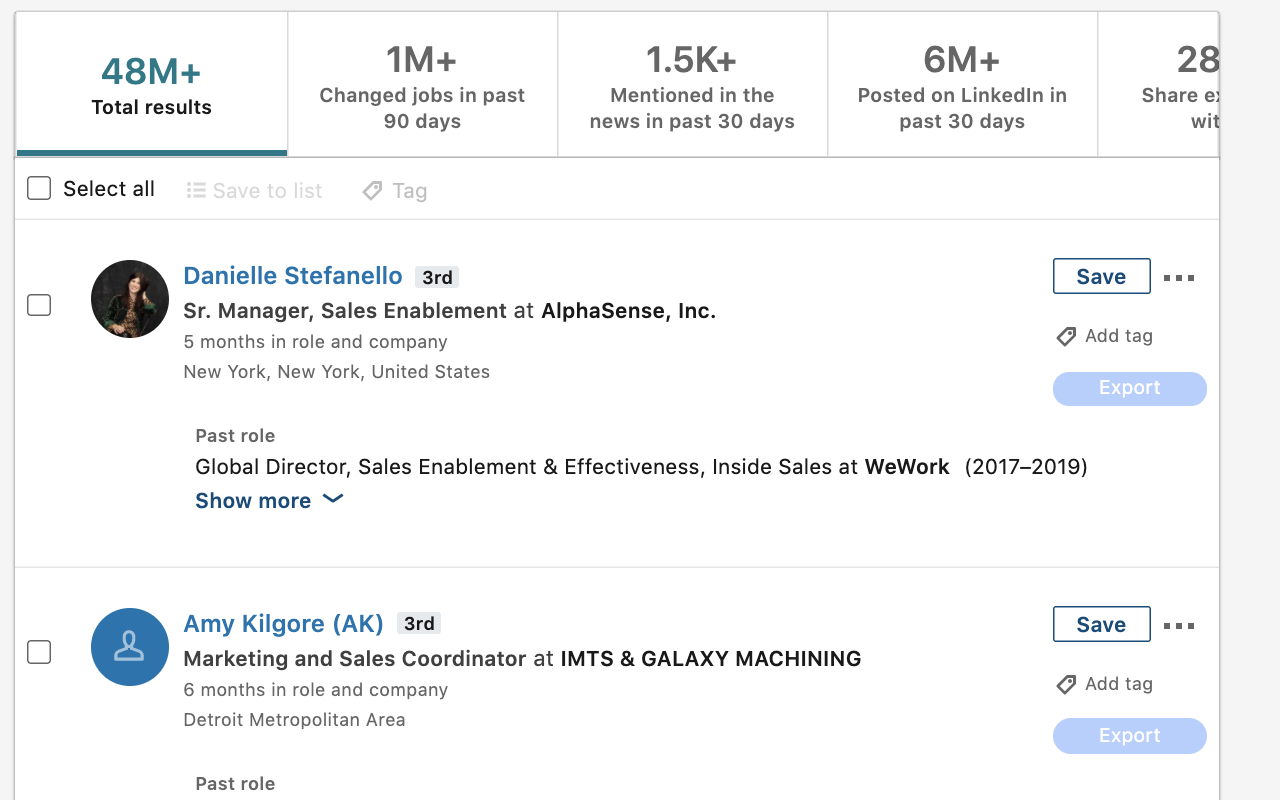 48M+
Total results
1M+
Changed jobs in past
90 days
1.5K+
Mentioned in the
news in past 30 days
6M+
Posted on LinkedIn in
past 30 days
28
Share
wit
Select all
Save to list
Tag
Danielle Stefanello 3rd
Save
Sr. Manager, Sales Enablement at AlphaSense, Inc.
5 months in role and company
Add tag
New York, New York, United States
Export
Past role
Global Director, Sales Enablement & Effectiveness, Inside Sales at WeWork (2017–2019)
Show more
Amy Kilgore (AK) 3rd
Save
Marketing and Sales Coordinator at IMTS & GALAXY MACHINING
6 months in role and company
Add tag
Detroit Metropolitan Area
Export
Past role